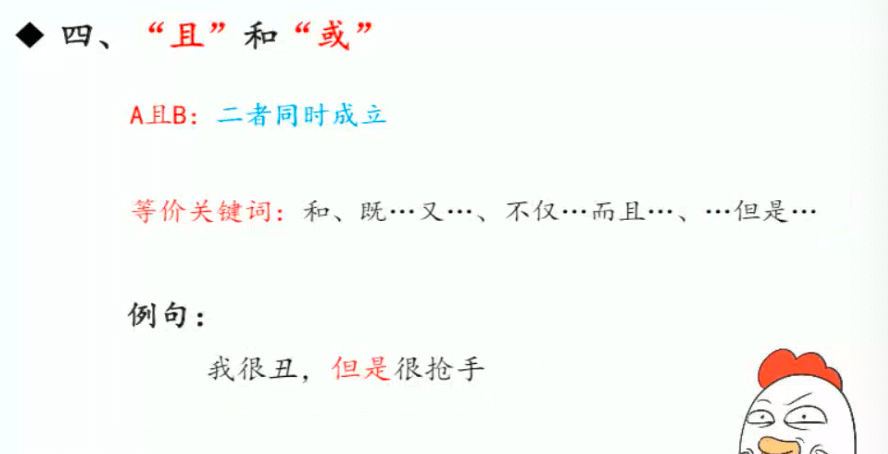 ◆ 四、“且”和“或”
A且B：二者同时成立
等价关键词：和、既…又…、不仅…而且…、…但是…
例句：
我很丑，但是很抢手